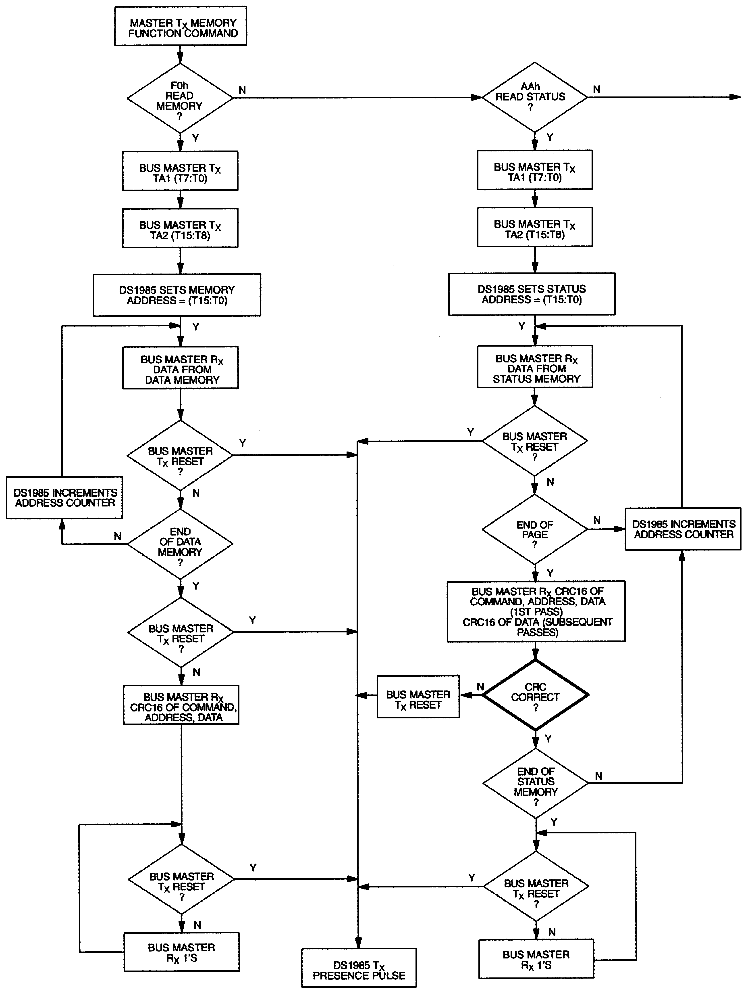 MASTER TX MEMORY
FUNCTION COMMAND
F0h
READ
MEMORY
?
N
Y
BUS MASTER TX
TA1 (T7:T0)
BUS MASTER TX
TA2 (T15:T8)
DS1985 SETS MEMORY
ADDRESS = (T15:T0)
Y
BUS MASTER RX
DATA FROM
DATA MEMORY
BUS MASTER
TX RESET
?
Y
N
DS1985 INCREMENTS
ADDRESS COUNTER
END
OF DATA
MEMORY
?
N
Y
BUS MASTER
TX RESET
?
Y
N
BUS MASTER RX
CRC16 OF COMMAND,
ADDRESS, DATA
BUS MASTER
TX RESET
?
Y
N
BUS MASTER
RX 1'S
AAh
READ STATUS
?
N
Y
BUS MASTER TX
TA1 (T7:T0)
BUS MASTER TX
TA2 (T15:T8)
DS1985 SETS STATUS
ADDRESS = (T15:T0)
Y
BUS MASTER RX
DATA FROM
STATUS MEMORY
BUS MASTER
TX RESET
?
Y
N
END OF
PAGE
?
N
DS1985 INCREMENTS
ADDRESS COUNTER
Y
BUS MASTER RX CRC16 OF
COMMAND, ADDRESS, DATA
(1ST PASS)
CRC16 OF DATA (SUBSEQUENT
PASSES)
CRC
CORRECT
?
N
BUS MASTER
TX RESET
Y
END OF
STATUS
MEMORY
?
N
Y
BUS MASTER
TX RESET
?
Y
N
BUS MASTER
RX 1'S
DS1985 TX
PRESENCE PULSE